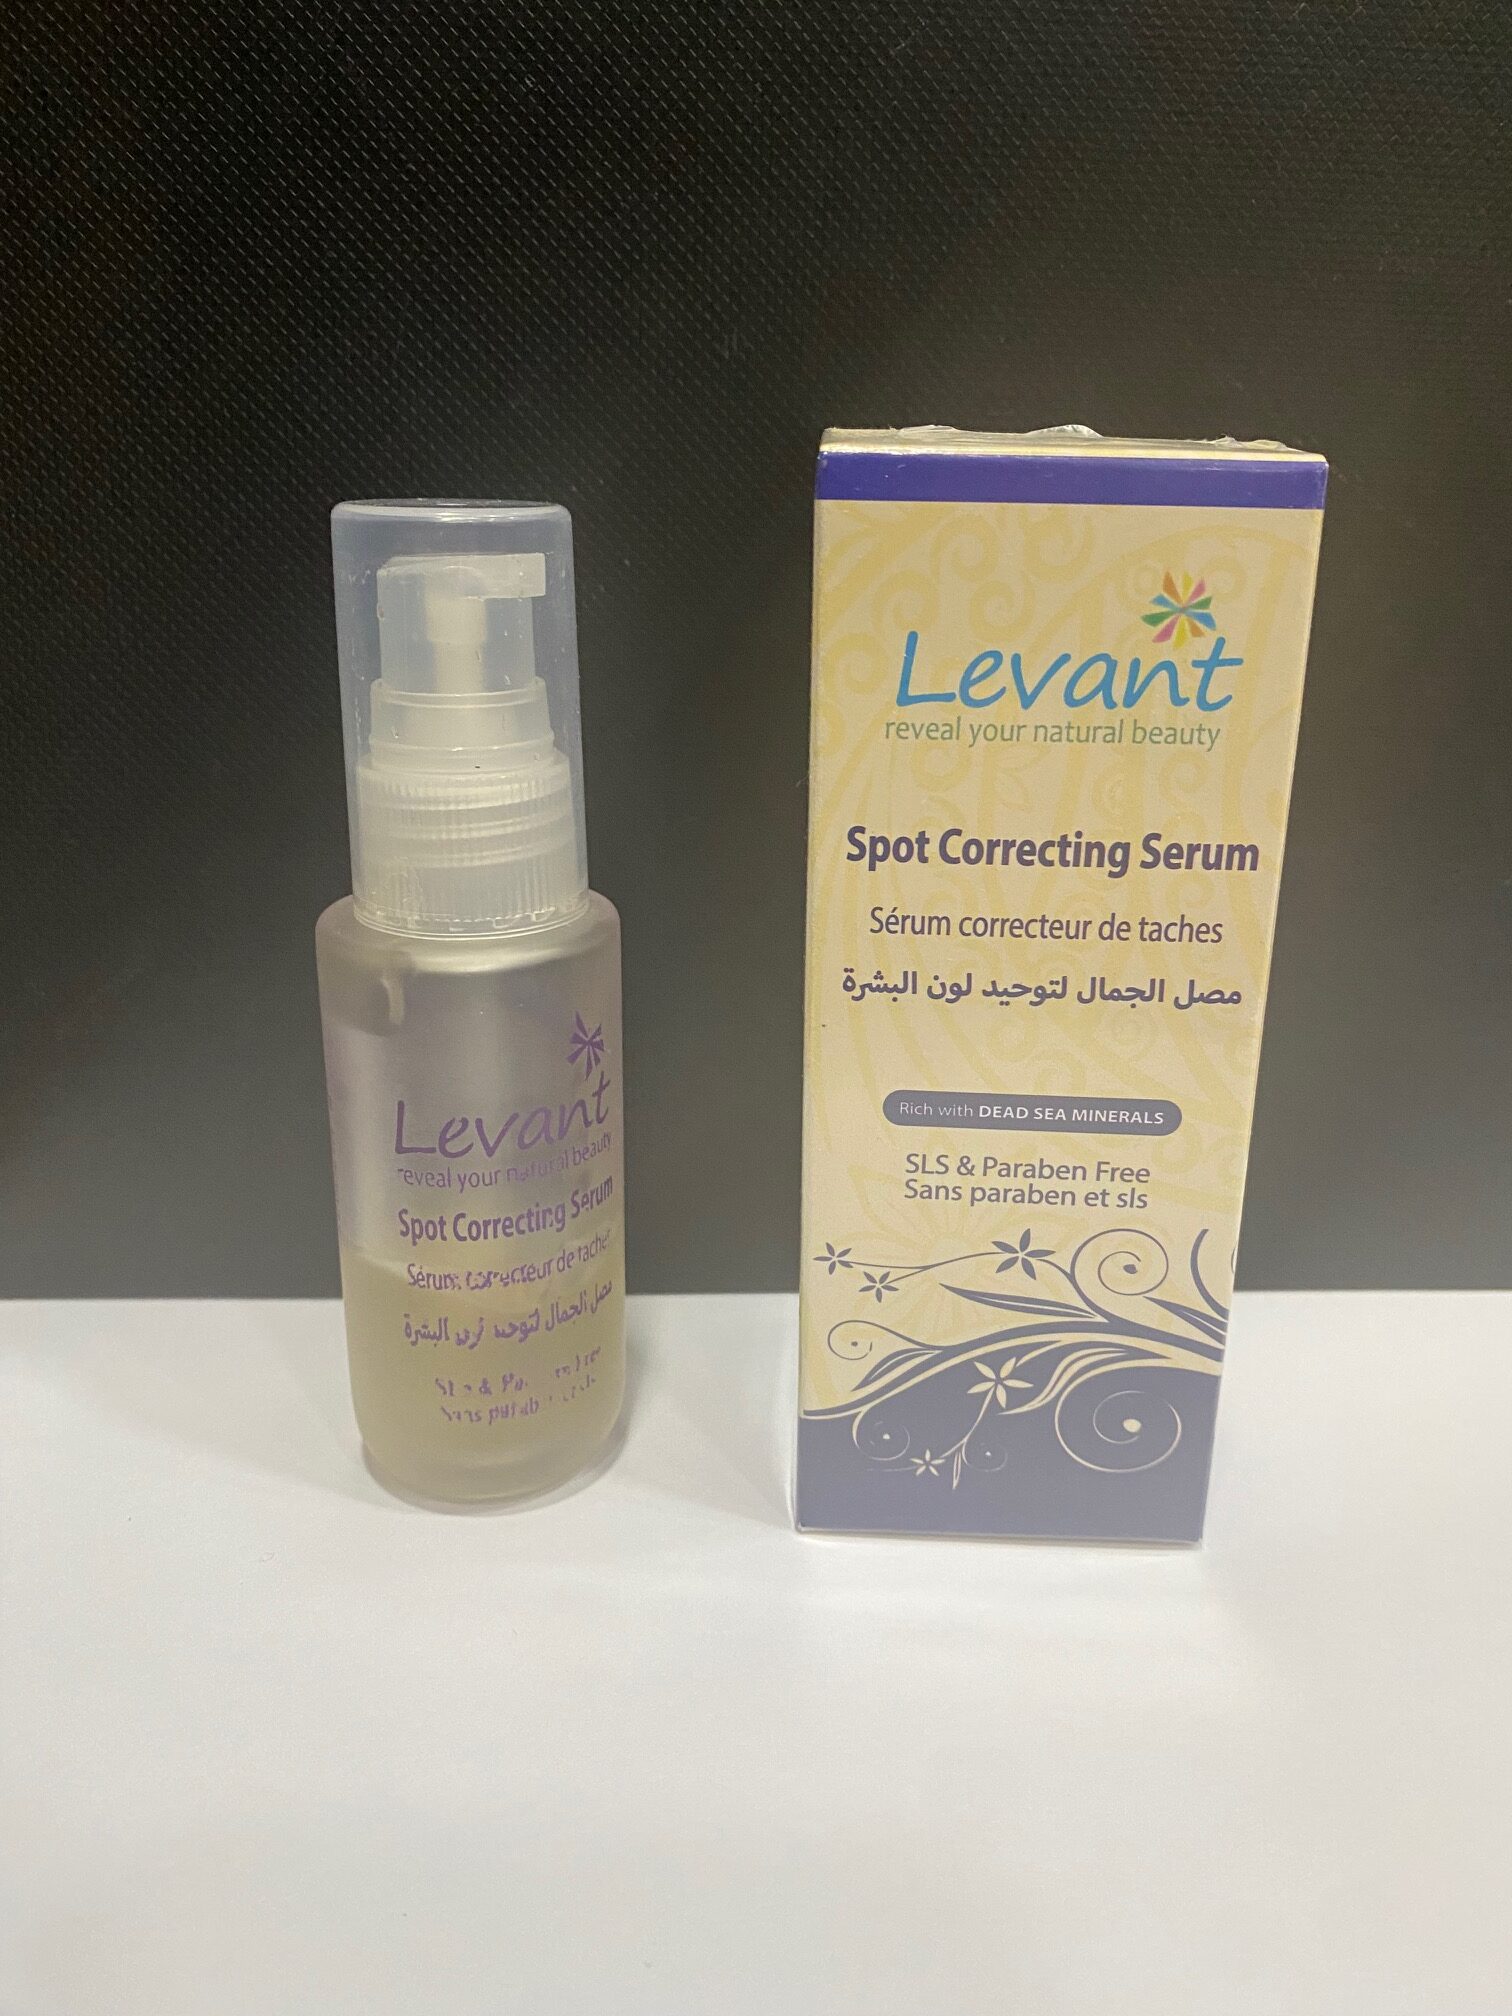 Levant
reveal your natural beauty
Spot Correcting Serum
Sérum correcteur de
مصل الجمال لتوحيد البشرة
&
Levant
reveal your natural beauty
Spot Correcting Serum
Sérum correcteur de taches
مصل الجمال لتوحيد لون البشرة
Rich with DEAD SEA MINERALS
SLS & Paraben Free
Sans paraben et sls